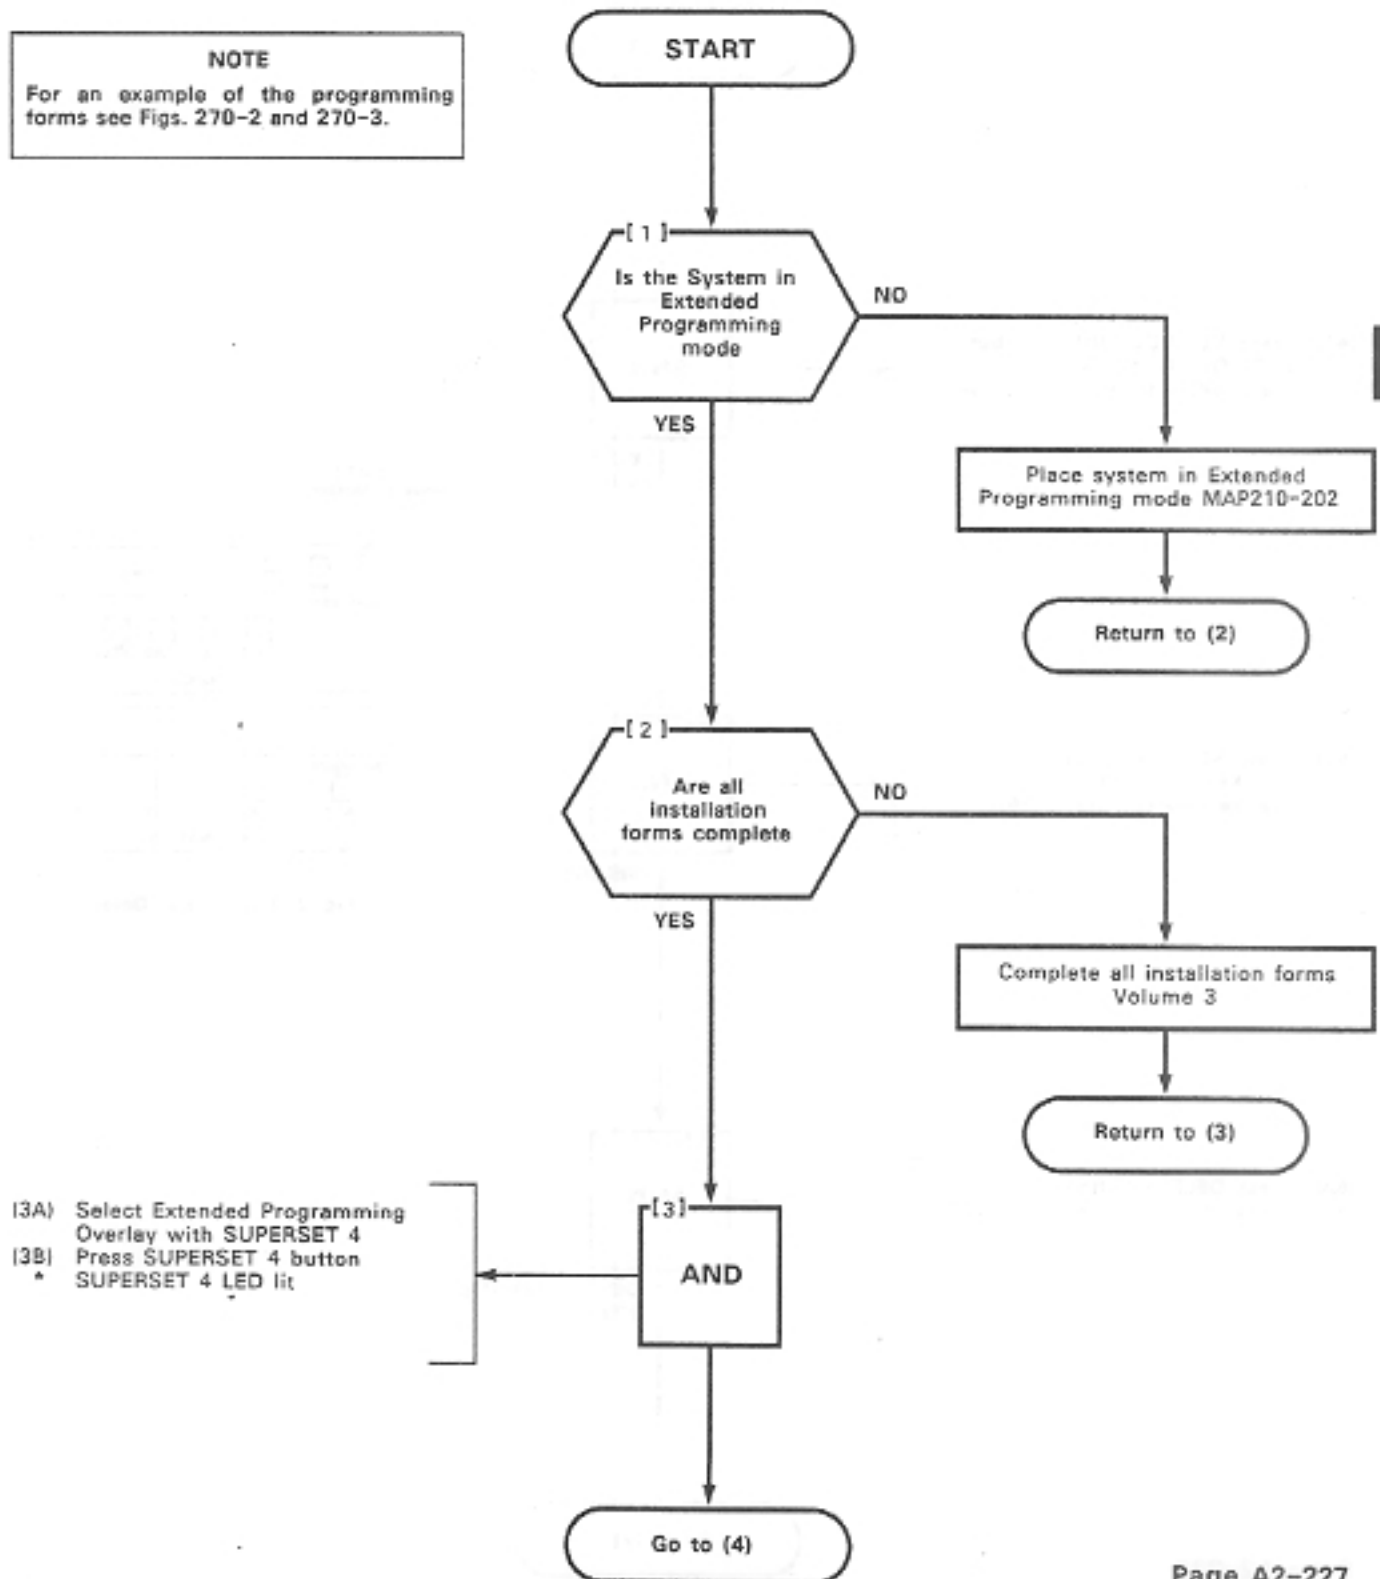 NOTE
For an example of the programming
forms see Figs. 270-2 and 270-3.
START
[ 1 ]
Is the System in
Extended
Programming
mode
NO
YES
Place system in Extended
Programming mode MAP210-202
Return to (2)
[ 2 ]
Are all
installation
forms complete
NO
YES
Complete all installation forms
Volume 3
Return to (3)
[3]
AND
(3A) Select Extended Programming
Overlay with SUPERSET 4
(3B) Press SUPERSET 4 button
* SUPERSET 4 LED lit
Go to (4)
Page A2-227